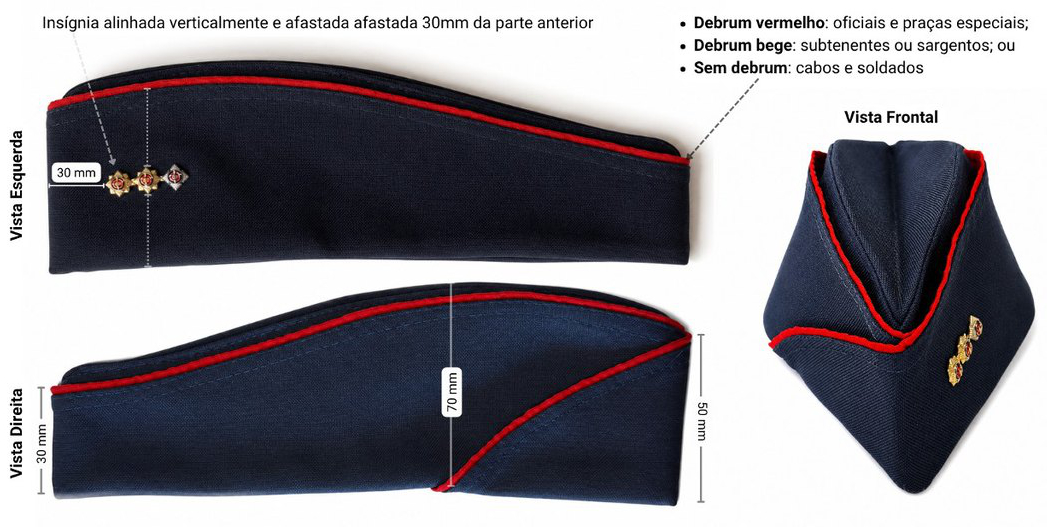 Insígnia alinhada verticalmente e afastada afastada 30mm da parte anterior
• Debrum vermelho: oficiais e praças especiais;
• Debrum bege: subtenentes ou sargentos; ou
• Sem debrum: cabos e soldados
Vista Frontal
Vista Esquerda
30 mm
Vista Direita
30 mm
70 mm
50 mm